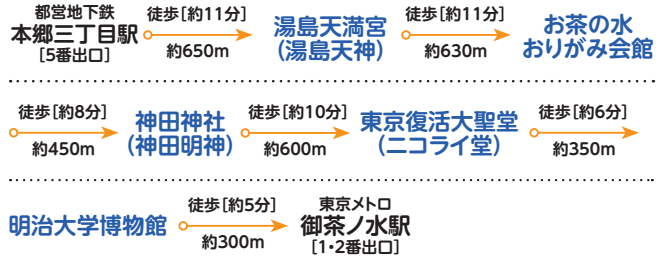 都営地下鉄
本郷三丁目駅
[5番出口]
徒歩[約11分]
約650m
湯島天満宮
(湯島天神)
徒歩[約11分]
約630m
お茶の水
おりがみ会館
徒歩[約8分]
約450m
神田神社
(神田明神)
徒歩[約10分]
約600m
東京復活大聖堂
(ニコライ堂)
徒歩[約6分]
約350m
明治大学博物館
徒歩[約5分]
約300m
東京メトロ
御茶ノ水駅
[1・2番出口]